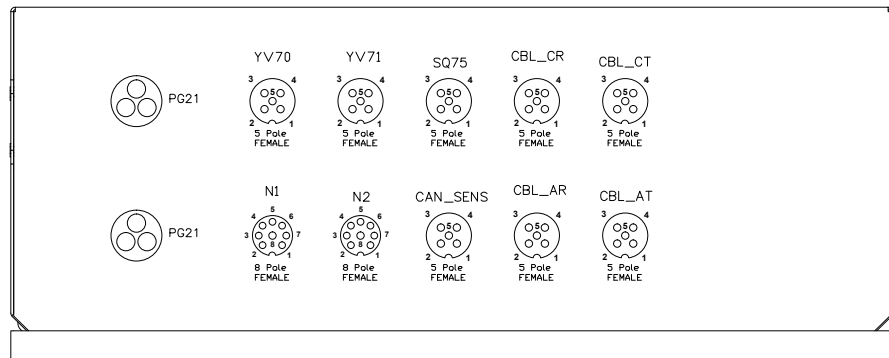 YV70 YV71 SQ75 CBL_CR CBL_CT
3 4 3 4 3 4 3 4 3 4
5 5 5 5 5
PG21
2 1 2 1 2 1 2 1 2 1
5 Pole 5 Pole 5 Pole 5 Pole 5 Pole
FEMALE FEMALE FEMALE FEMALE FEMALE
N1 N2 CAN_SENS CBL_AR CBL_AT
5 5
4 6 4 6 3 4 3 4 3 4
5 5 5
PG21
3 7 3 7
8 8
2 1 2 1 2 1 2 1 2 1
8 Pole 8 Pole 5 Pole 5 Pole 5 Pole
FEMALE FEMALE FEMALE FEMALE FEMALE